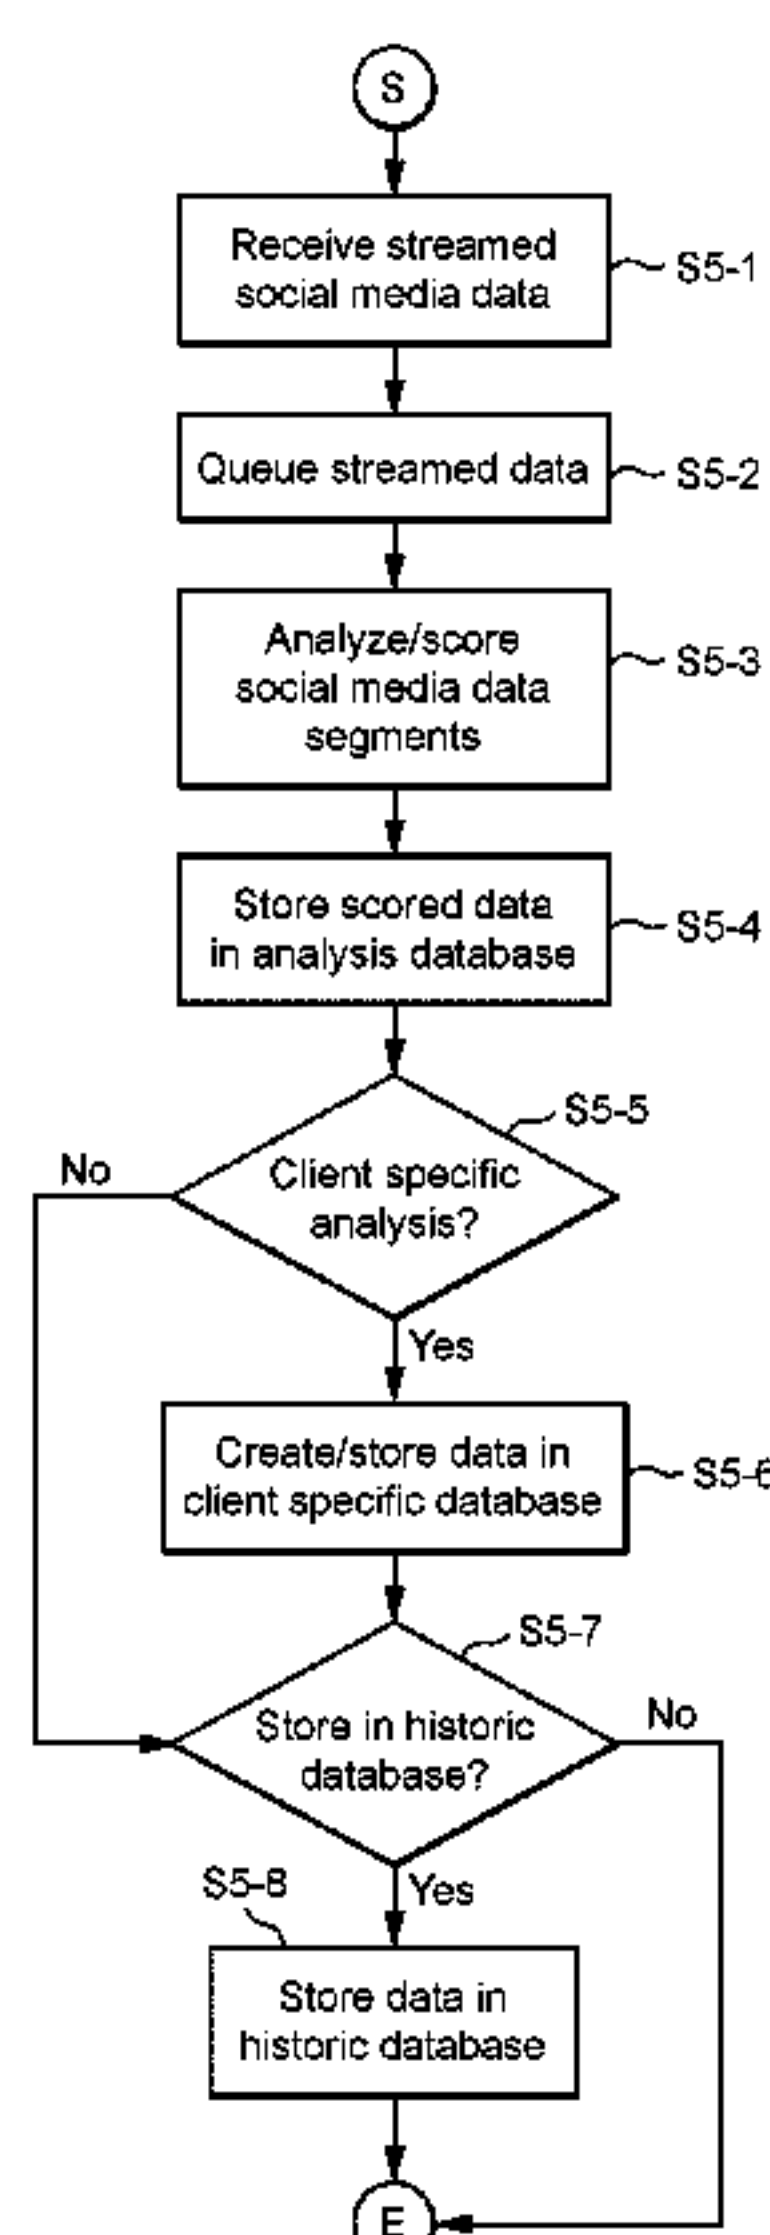 S
Receive streamed
social media data
S5-1
Queue streamed data
S5-2
Analyze/score
social media data
segments
S5-3
Store scored data
in analysis database
S5-4
S5-5
No
Client specific
analysis?
Yes
Create/store data in
client specific database
S5-6
S5-7
Store in historic
database?
No
S5-8
Yes
Store data in
historic database
E